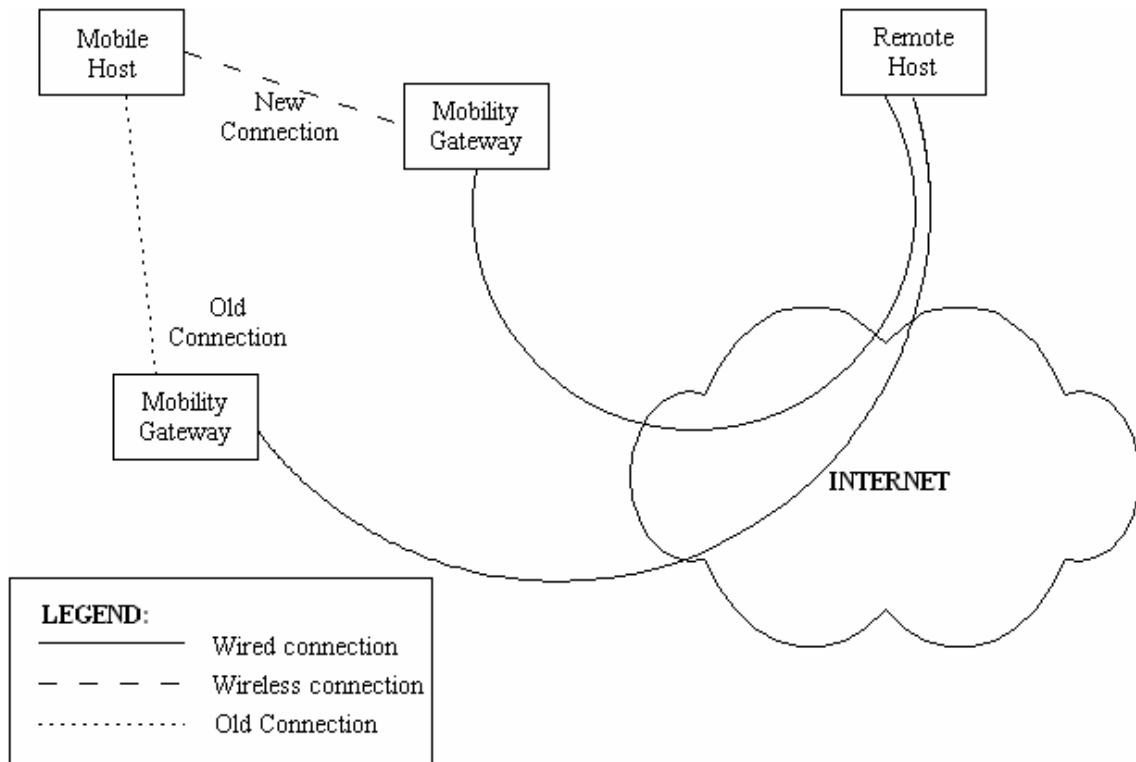 Mobile
Host
Remote
Host
New
Connection
Mobility
Gateway
Old
Connection
Mobility
Gateway
INTERNET
LEGEND:
Wired connection
Wireless connection
Old Connection